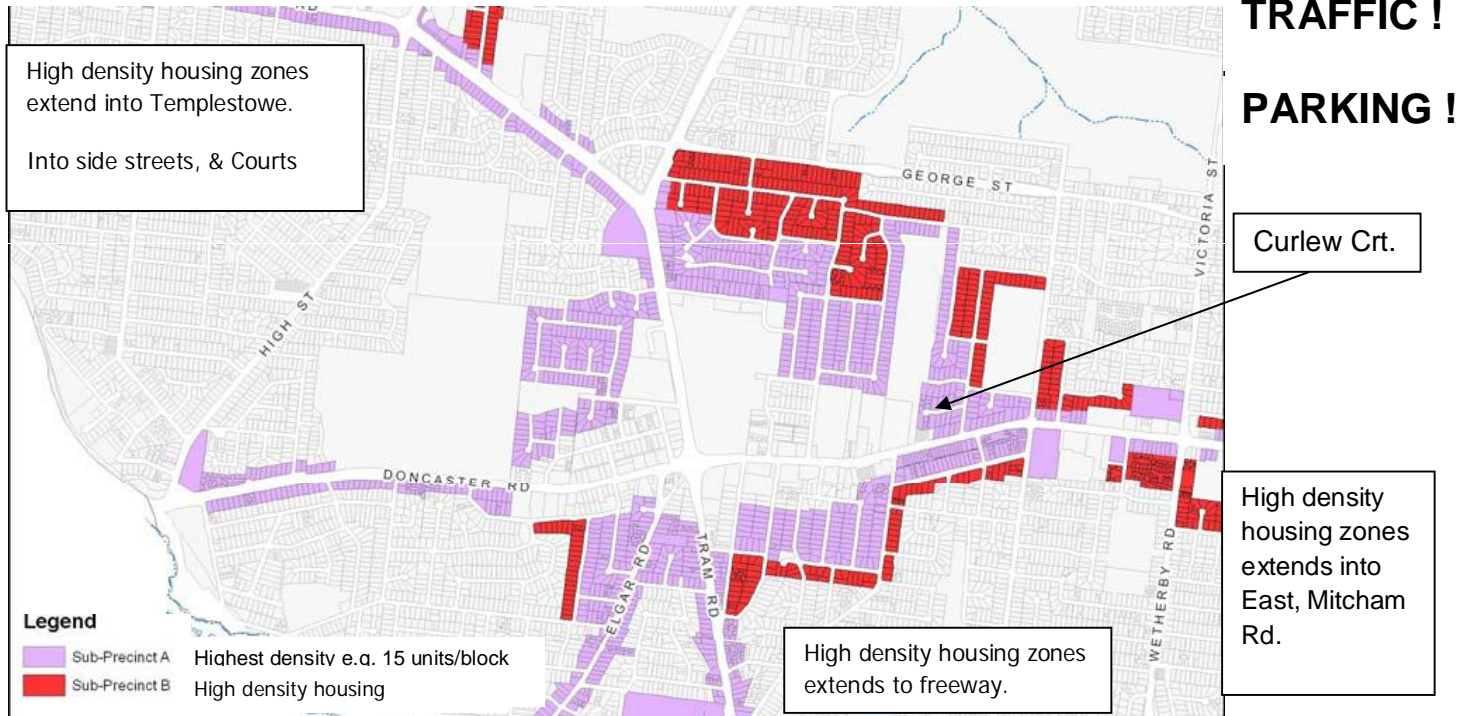 TRAFFIC !
RD
High density housing zones
extend into Templestowe.
Into side streets, & Courts
PARKING !
GEORGE ST
VICTORIA ST
Curlew Crt.
HIGH ST
DONCASTER RD
ELGAR RD
TRAM RD
WETHERBY RD
High density
housing zones
extends into
East, Mitcham
Rd.
High density housing zones
extends to freeway.
Legend
Sub-Precinct A Highest density e.g. 15 units/block
Sub-Precinct B High density housing